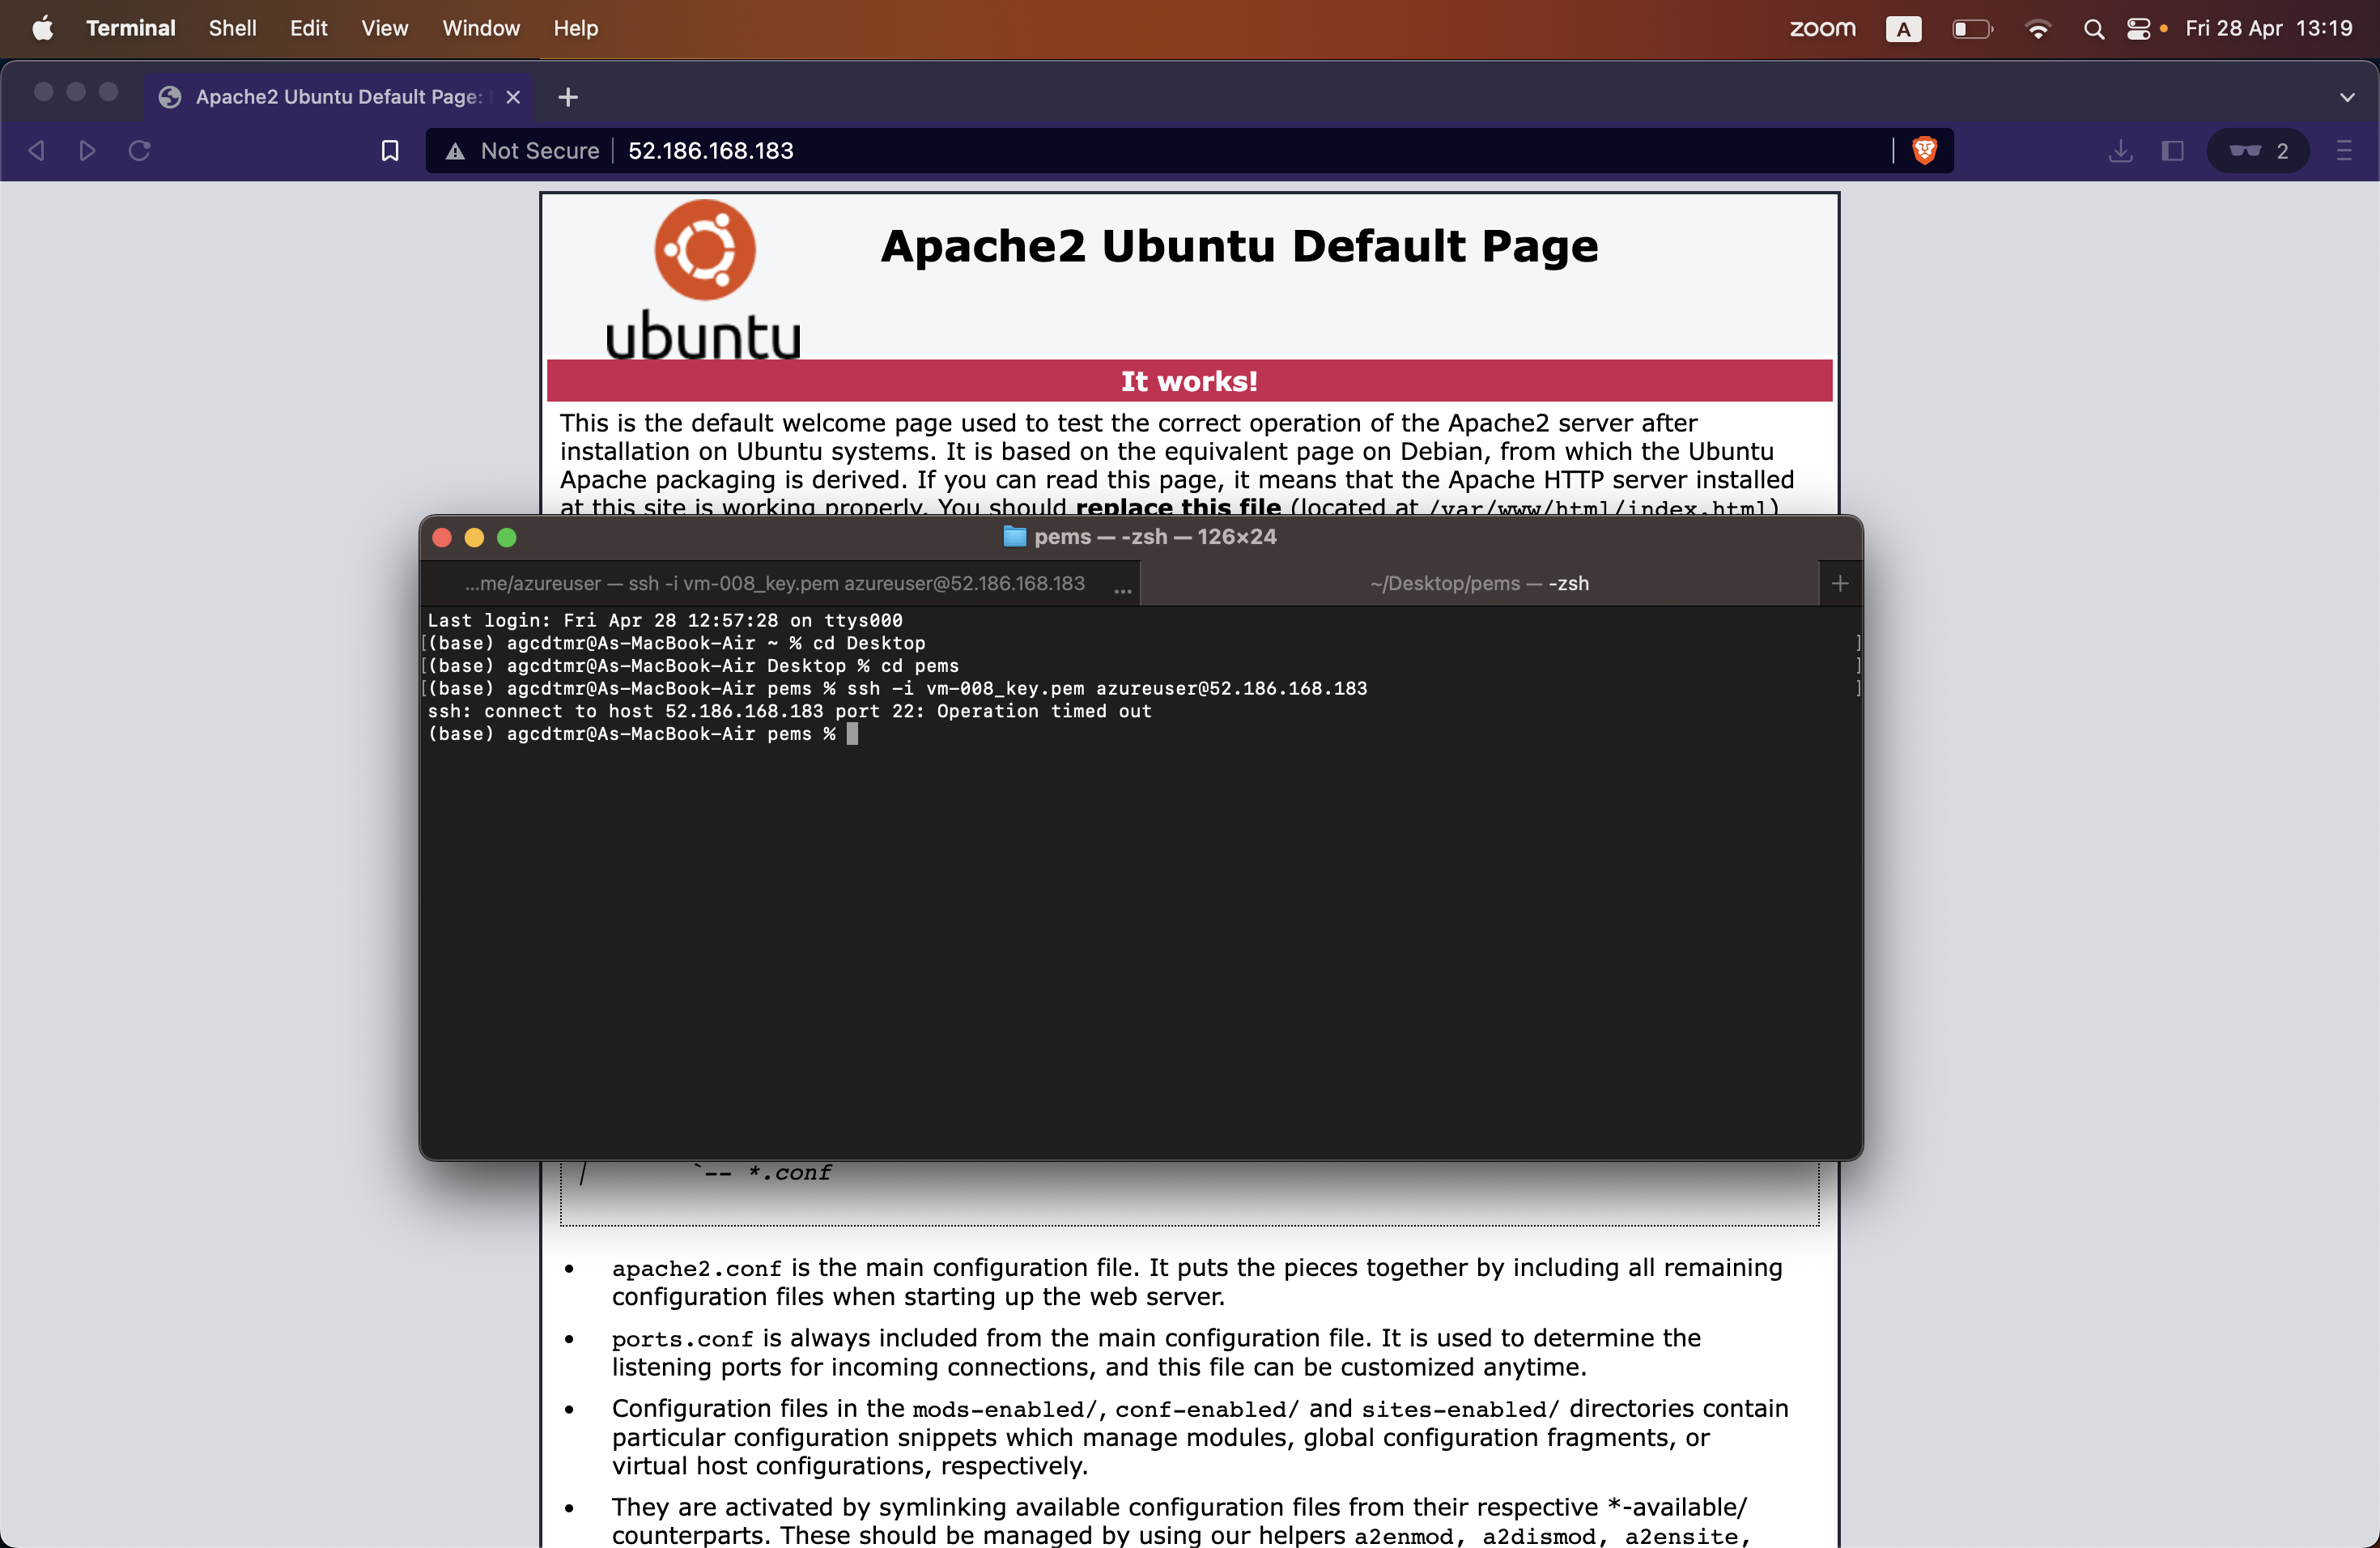 Terminal Shell Edit View Window Help zoom A Fri 28 Apr 13:19
Apache2 Ubuntu Default Page:
Not Secure 52.186.168.183 2
Apache2 Ubuntu Default Page
ubuntu
It works!
This is the default welcome page used to test the correct operation of the Apache2 server after
installation on Ubuntu systems. It is based on the equivalent page on Debian, from which the Ubuntu
Apache packaging is derived. If you can read this page, it means that the Apache HTTP server installed
at this site is working properly. You should replace this file (located at /var/www/html/index.html)
pems — -zsh — 126×24
...me/azureuser — ssh -i vm-008_key.pem azureuser@52.186.168.183 ... ~/Desktop/pems — -zsh
Last login: Fri Apr 28 12:57:28 on ttys000
[(base) agcdtmr@As-MacBook-Air ~ % cd Desktop ]
[(base) agcdtmr@As-MacBook-Air Desktop % cd pems ]
[(base) agcdtmr@As-MacBook-Air pems % ssh -i vm-008_key.pem azureuser@52.186.168.183 ]
ssh: connect to host 52.186.168.183 port 22: Operation timed out
(base) agcdtmr@As-MacBook-Air pems %
| `-- *.conf
• apache2.conf is the main configuration file. It puts the pieces together by including all remaining
configuration files when starting up the web server.
• ports.conf is always included from the main configuration file. It is used to determine the
listening ports for incoming connections, and this file can be customized anytime.
• Configuration files in the mods-enabled/, conf-enabled/ and sites-enabled/ directories contain
particular configuration snippets which manage modules, global configuration fragments, or
virtual host configurations, respectively.
• They are activated by symlinking available configuration files from their respective *-available/
counterparts. These should be managed by using our helpers a2enmod, a2dismod, a2ensite,